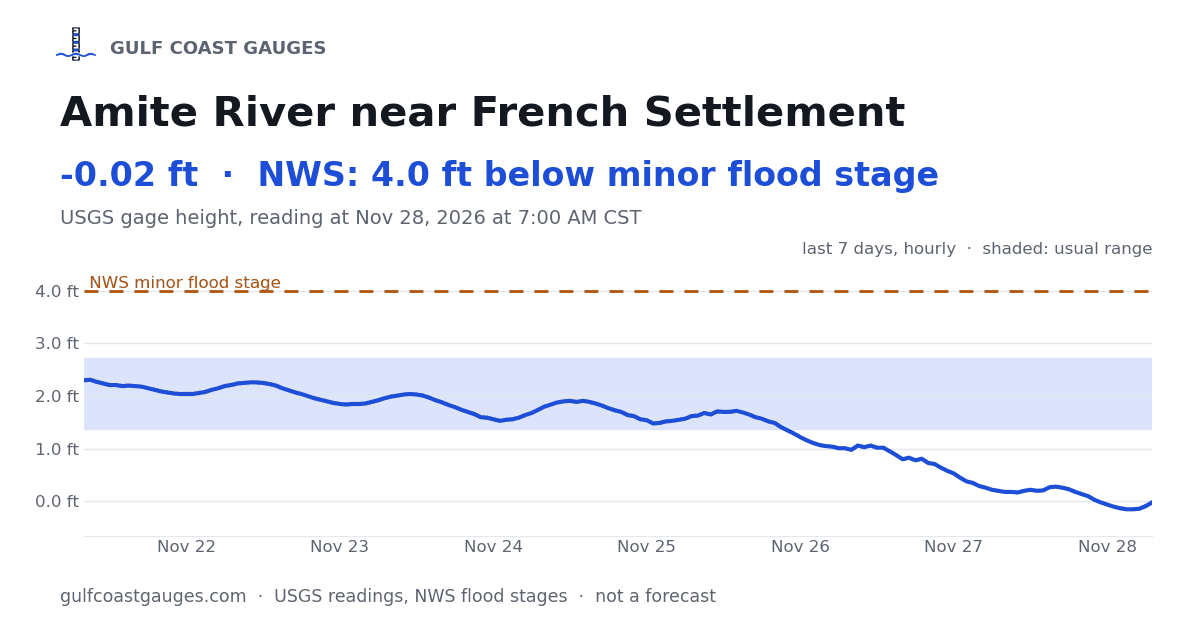 GULF COAST GAUGES
Amite River near French Settlement
-0.02 ft · NWS: 4.0 ft below minor flood stage
USGS gage height, reading at Nov 28, 2026 at 7:00 AM CST
last 7 days, hourly · shaded: usual range
NWS minor flood stage
4.0 ft
3.0 ft
2.0 ft
1.0 ft
0.0 ft
Nov 22 Nov 23 Nov 24 Nov 25 Nov 26 Nov 27 Nov 28
gulfcoastgauges.com · USGS readings, NWS flood stages · not a forecast